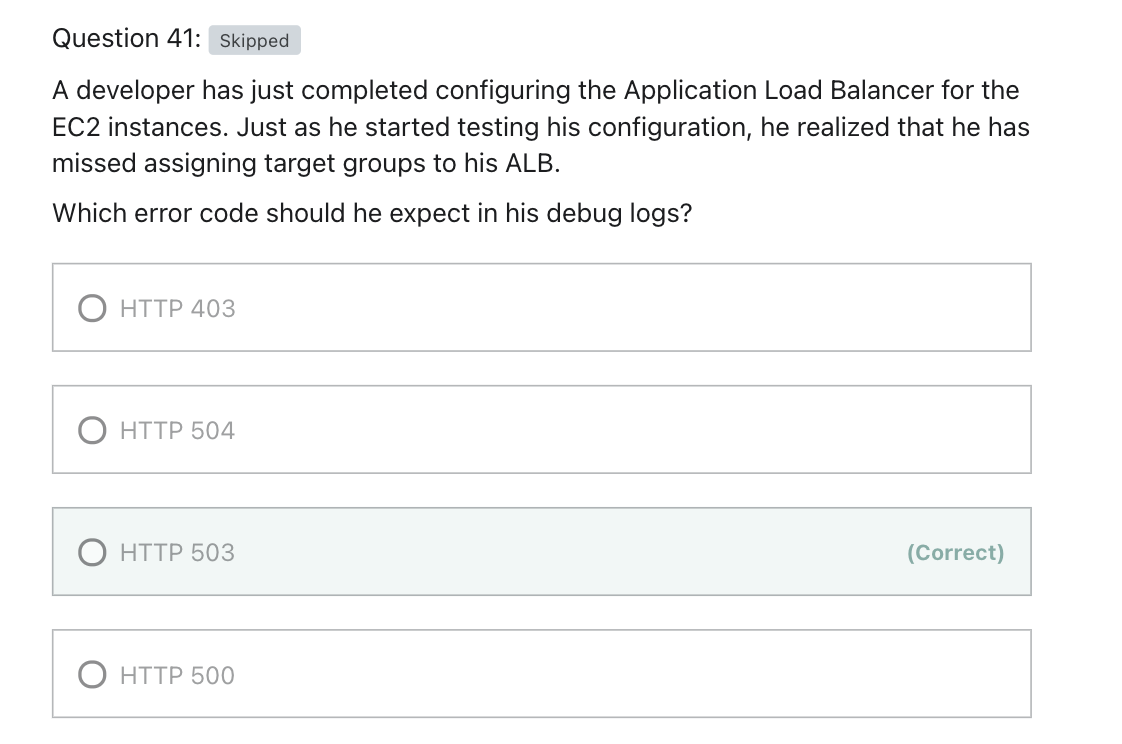 Question 41: Skipped
A developer has just completed configuring the Application Load Balancer for the
EC2 instances. Just as he started testing his configuration, he realized that he has
missed assigning target groups to his ALB.
Which error code should he expect in his debug logs?
HTTP 403
HTTP 504
HTTP 503 (Correct)
HTTP 500